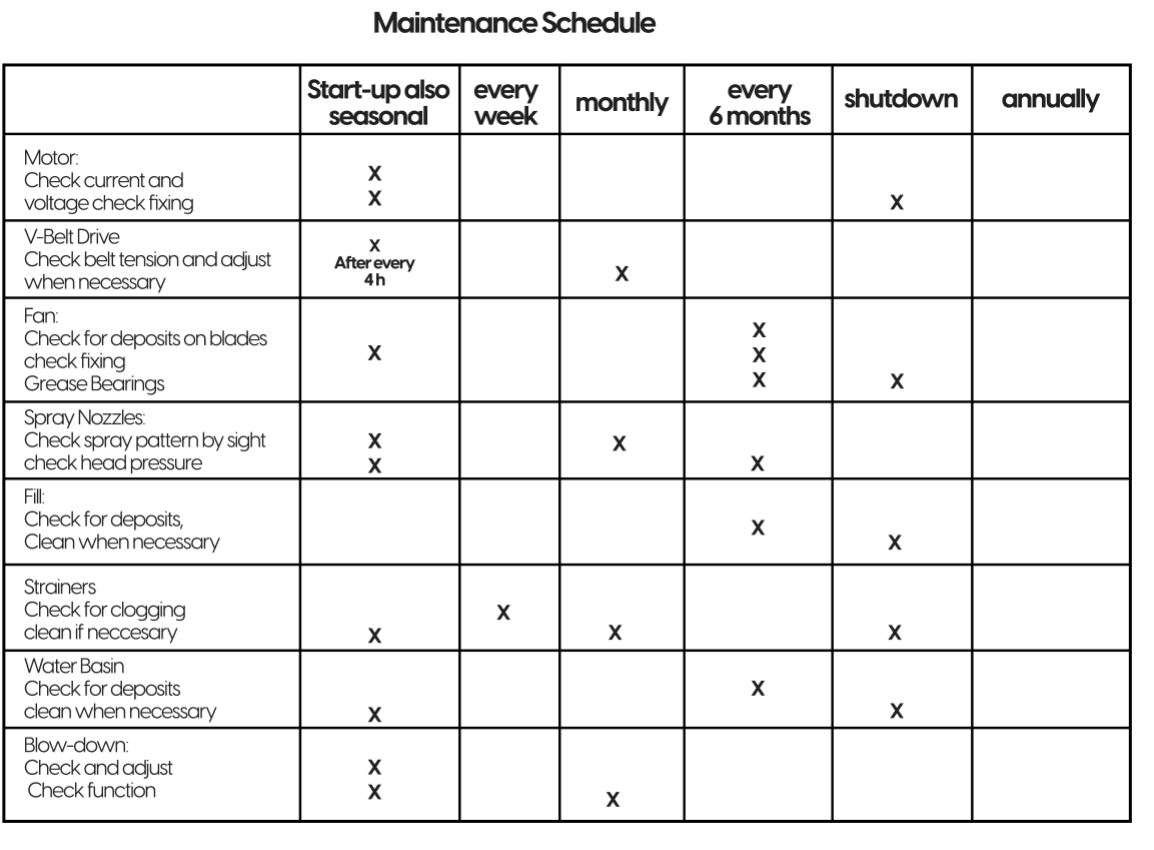 Maintenance Schedule
Start-up also
seasonal
every
week
monthly
every
6 months
shutdown
annually
Motor:
Check current and
voltage check fixing
X
X
X
V-Belt Drive
Check belt tension and adjust
when necessary
X
After every
4 h
X
Fan:
Check for deposits on blades
check fixing
Grease Bearings
X
X
X
X
X
Spray Nozzles:
Check spray pattern by sight
check head pressure
X
X
X
X
Fill:
Check for deposits,
Clean when necessary
X
X
Strainers
Check for clogging
clean if neccesary
X
X
X
X
Water Basin
Check for deposits
clean when necessary
X
X
X
Blow-down:
Check and adjust
Check function
X
X
X